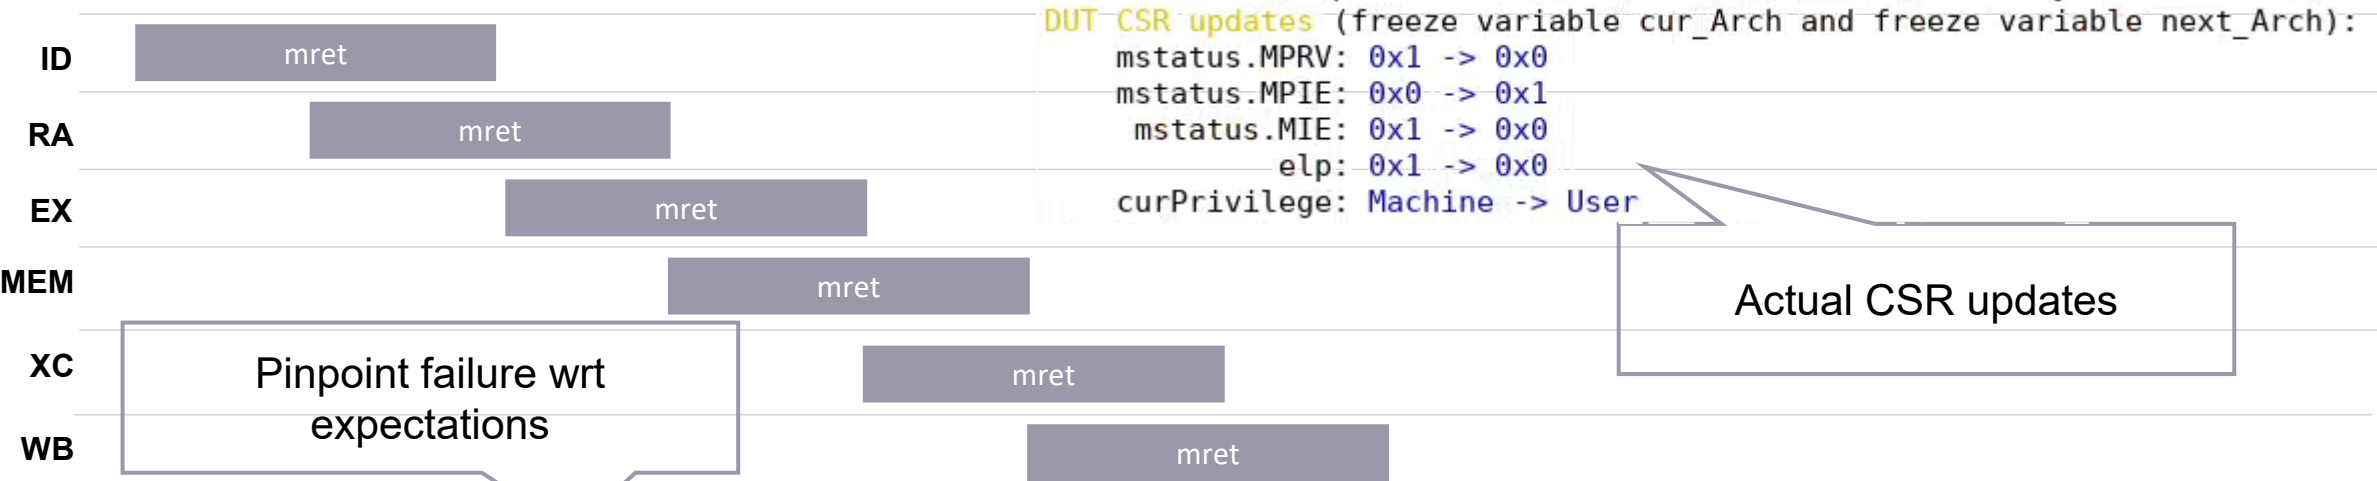 DUT CSR updates (freeze variable cur_Arch and freeze variable next_Arch):
mstatus.MPRV: 0x1 -> 0x0
mstatus.MPIE: 0x0 -> 0x1
mstatus.MIE: 0x1 -> 0x0
elp: 0x1 -> 0x0
curPrivilege: Machine -> User
ID
mret
RA
mret
EX
mret
MEM
mret
Actual CSR updates
XC
mret
Pinpoint failure wrt
expectations
WB
mret